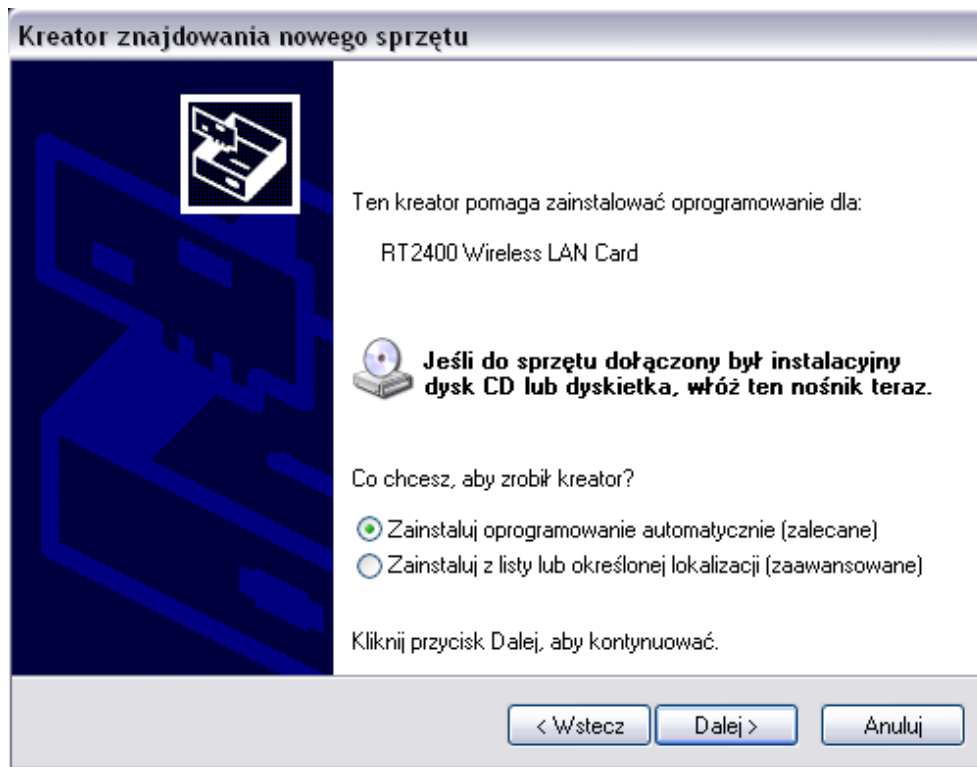 Kreator znajdowania nowego sprzętu
Ten kreator pomaga zainstalować oprogramowanie dla:
RT2400 Wireless LAN Card
Jeśli do sprzętu dołączony był instalacyjny
dysk CD lub dyskietka, włóż ten nośnik teraz.
Co chcesz, aby zrobił kreator?
Zainstaluj oprogramowanie automatycznie (zalecane)
Zainstaluj z listy lub określonej lokalizacji (zaawansowane)
Kliknij przycisk Dalej, aby kontynuować.
< Wstecz
Dalej >
Anuluj